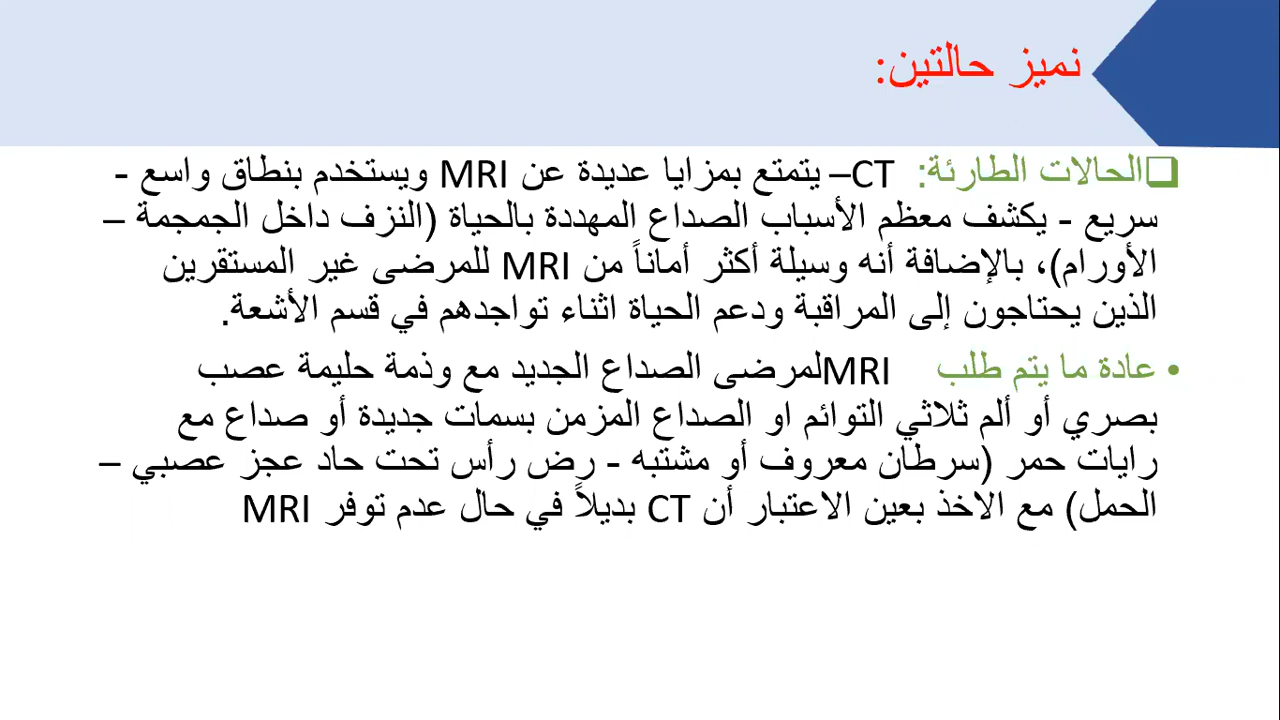 نميز حالتين:
❑الحالات الطارئة: CT– يتمتع بمزايا عديدة عن MRI ويستخدم بنطاق واسع -
سريع - يكشف معظم الأسباب الصداع المهددة بالحياة (النزف داخل الجمجمة –
الأورام)، بالإضافة أنه وسيلة أكثر أماناً من MRI للمرضى غير المستقرين
الذين يحتاجون إلى المراقبة ودعم الحياة اثناء تواجدهم في قسم الأشعة.
• عادة ما يتم طلب MRIلمرضى الصداع الجديد مع وذمة حليمة عصب
بصري أو ألم ثلاثي التوائم او الصداع المزمن بسمات جديدة أو صداع مع
رايات حمر (سرطان معروف أو مشتبه - رض رأس تحت حاد عجز عصبي –
الحمل) مع الاخذ بعين الاعتبار أن CT بديلاً في حال عدم توفر MRI